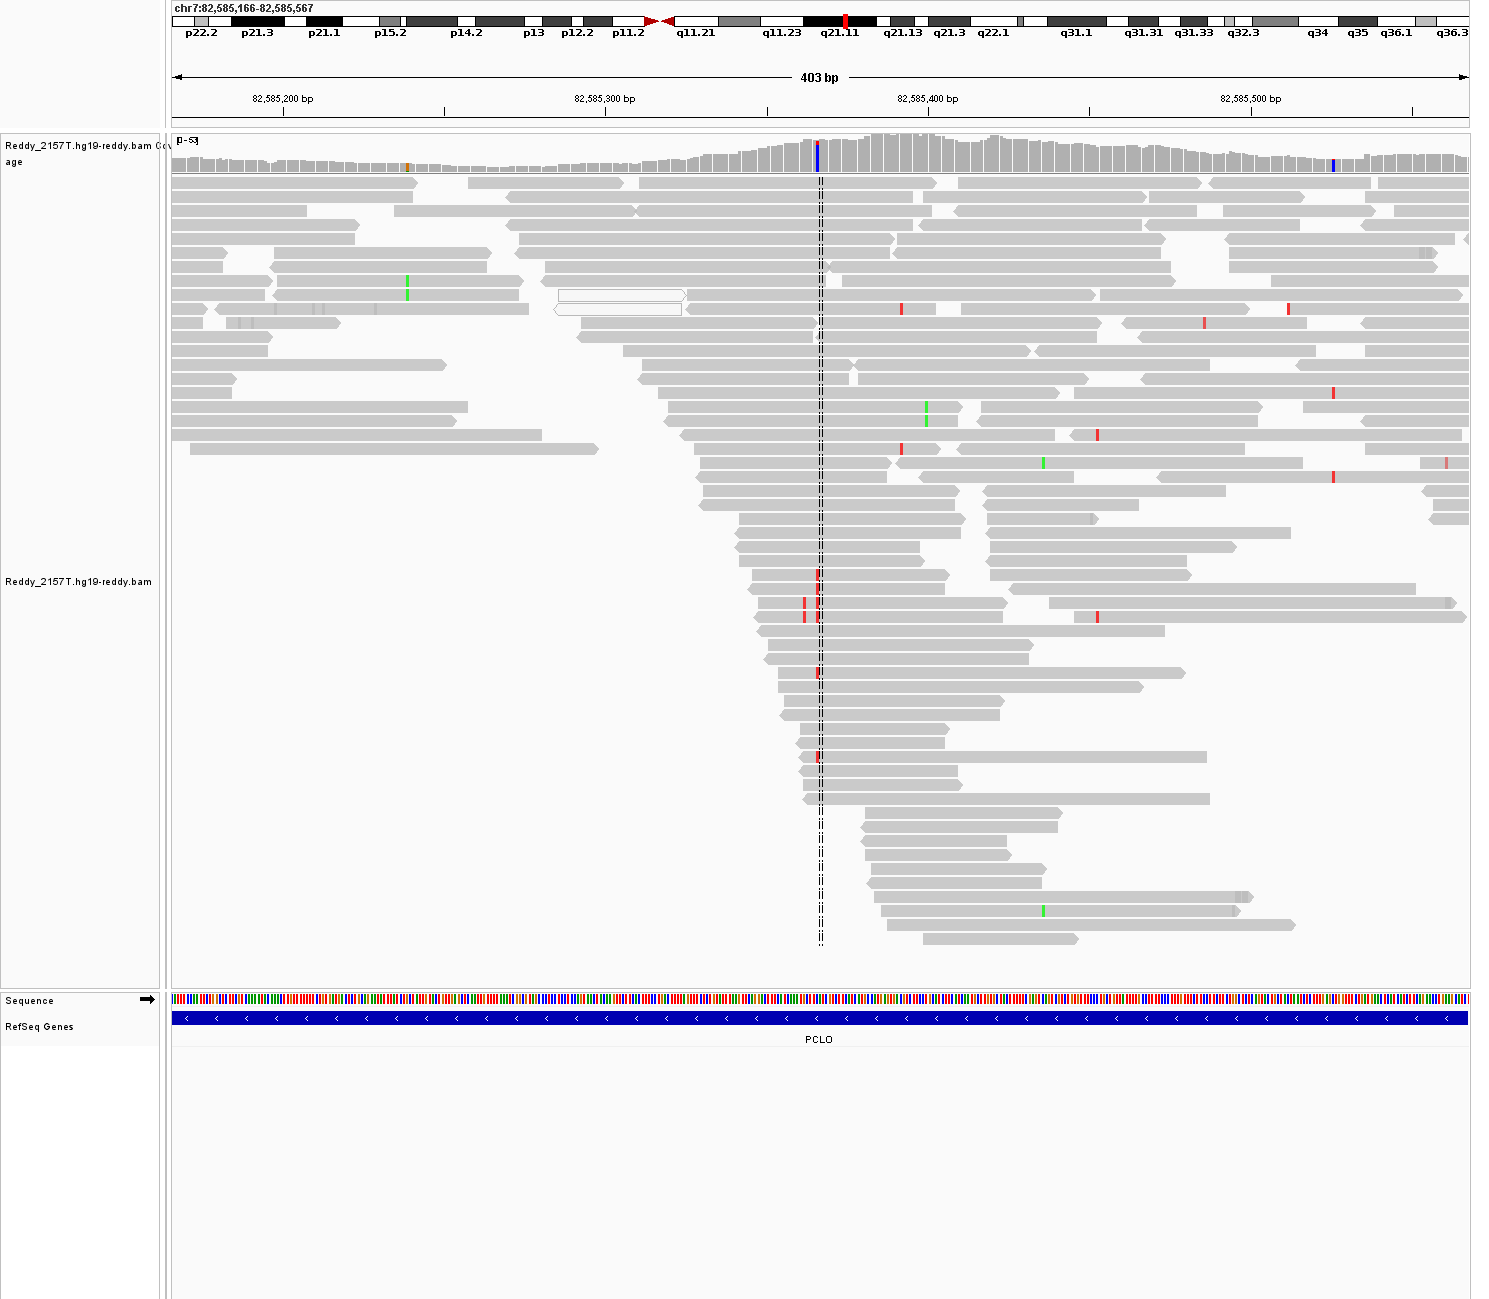 chr7:82,585,166-82,585,567
p22.2 p21.3 p21.1 p15.2 p14.2 p13 p12.2 p11.2 q11.21 q11.23 q21.11 q21.13 q21.3 q22.1 q31.1 q31.31 q31.33 q32.3 q34 q35 q36.1 q36.3
403 bp
82,585,200 bp 82,585,300 bp 82,585,400 bp 82,585,500 bp
Reddy_2157T.hg19-reddy.bam Cov
age
[0-53]
Reddy_2157T.hg19-reddy.bam
Sequence
RefSeq Genes
PCLO